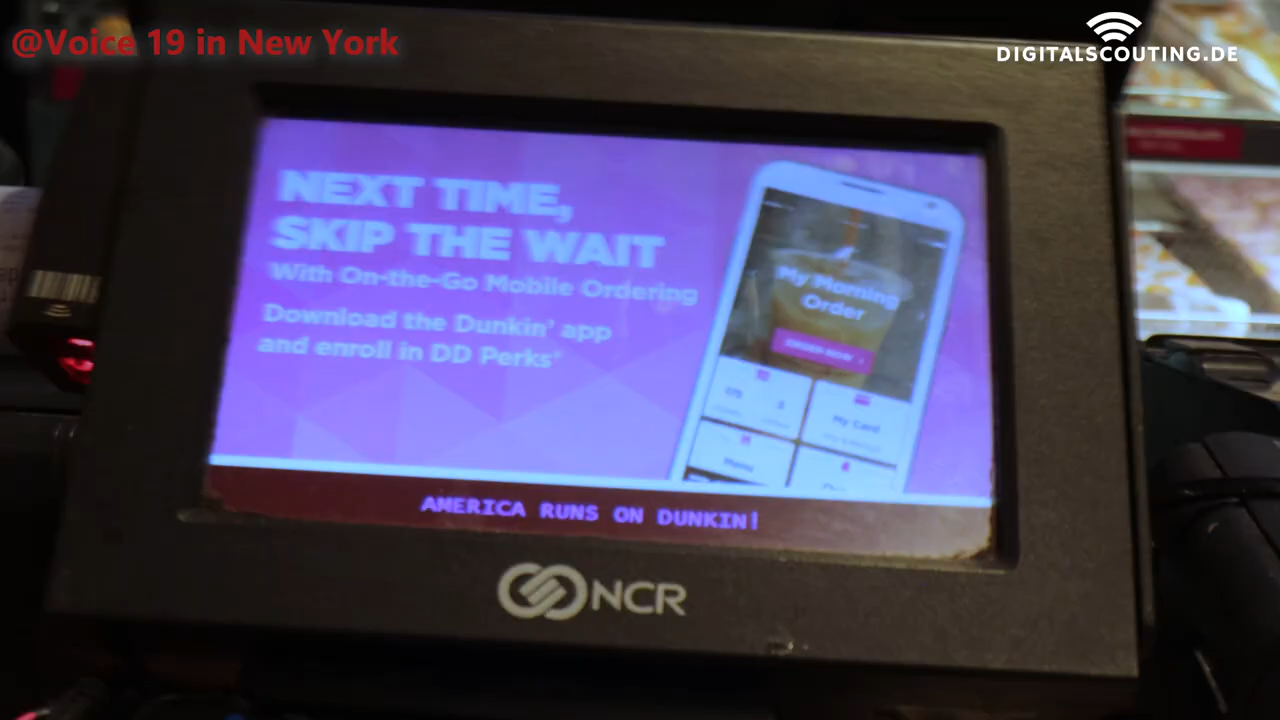 @Voice 19 in New York
DIGITALSCOUTING.DE
NEXT TIME,
SKIP THE WAIT
With On-the-Go Mobile Ordering
Download the Dunkin' app
and enroll in DD Perks®
My Morning
Order
ORDER NOW ›
My Card
Menu
AMERICA RUNS ON DUNKIN!
NCR